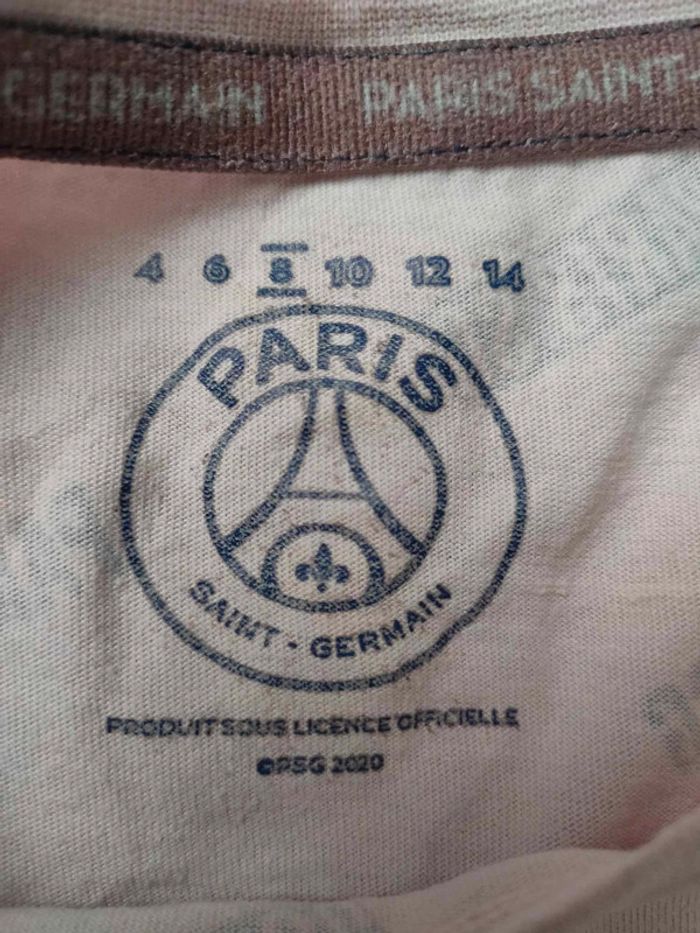 GERMAIN PARIS SAINT-
4 6 8 10 12 14
PARIS
SAINT - GERMAIN
PRODUIT SOUS LICENCE OFFICIELLE
©PSG 2020